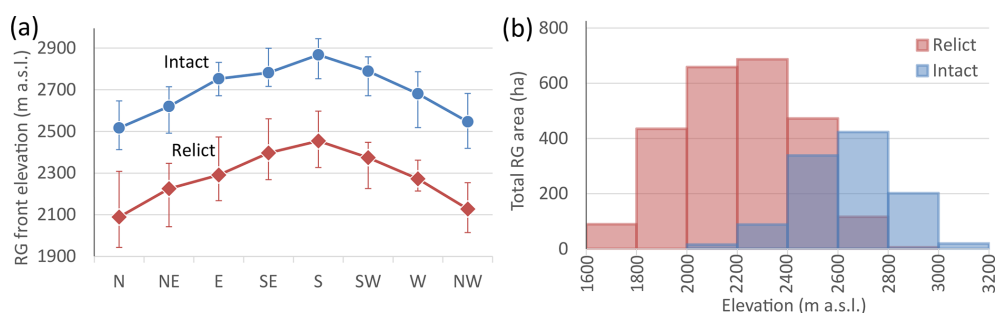 (a)
RG front elevation (m a.s.l.)
2900
2700
2500
2300
2100
1900
Intact
Relict
N NE E SE S SW W NW
(b)
Total RG area (ha)
800
600
400
200
0
Relict
Intact
1600 1800 2000 2200 2400 2600 2800 3000 3200
Elevation (m a.s.l.)